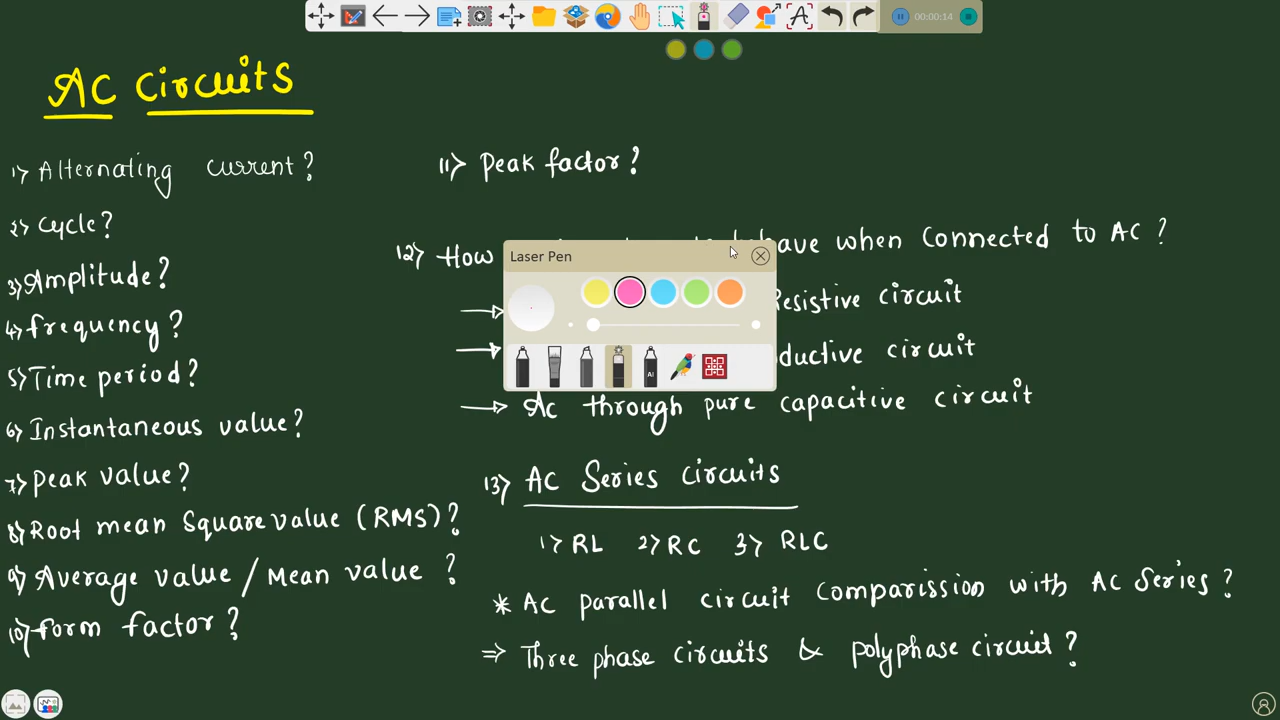 00:00:14
AC Circuits
1) Alternating current?
2) Cycle?
3) Amplitude?
4) frequency?
5) Time period?
6) Instantaneous value?
7) Peak value?
8) Root mean Square value (RMS)?
9) Average value / Mean value ?
10) form factor?
11) Peak factor?
12) How behave when Connected to AC ?
Laser Pen
AI
→ Resistive circuit
→ circuit
→ Ac through pure capacitive circuit
13) AC Series Circuits
1) RL 2) RC 3) RLC
* AC parallel circuit comparission with AC Series?
⇒ Three phase circuits & polyphase circuit?